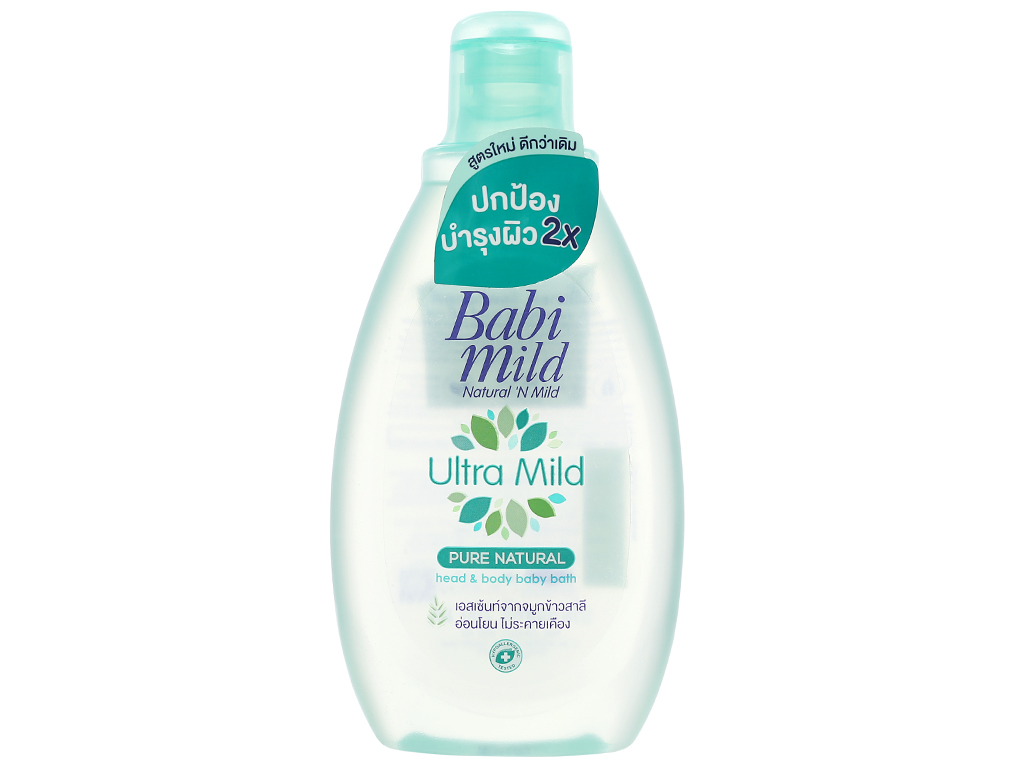 สูตรใหม่ ดีกว่าเดิม
ปกป้อง
บำรุงผิว 2x
Babi
mild
Natural 'N Mild
Ultra Mild
PURE NATURAL
head & body baby bath
เอสเซ้นท์จากจมูกข้าวสาลี
อ่อนโยน ไม่ระคายเคือง
HYPOALLERGENIC
TESTED